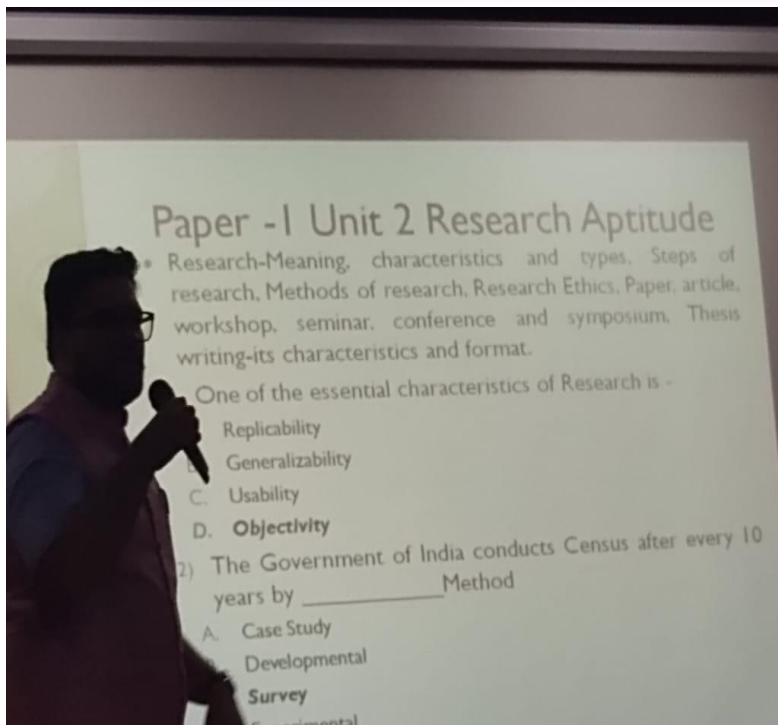 Paper -1 Unit 2 Research Aptitude
• Research-Meaning, characteristics and types, Steps of
research, Methods of research, Research Ethics, Paper, article,
workshop, seminar, conference and symposium, Thesis
writing-its characteristics and format.
One of the essential characteristics of Research is -
Replicability
Generalizability
C. Usability
D. Objectivity
2) The Government of India conducts Census after every 10
years by ____________Method
A. Case Study
Developmental
Survey